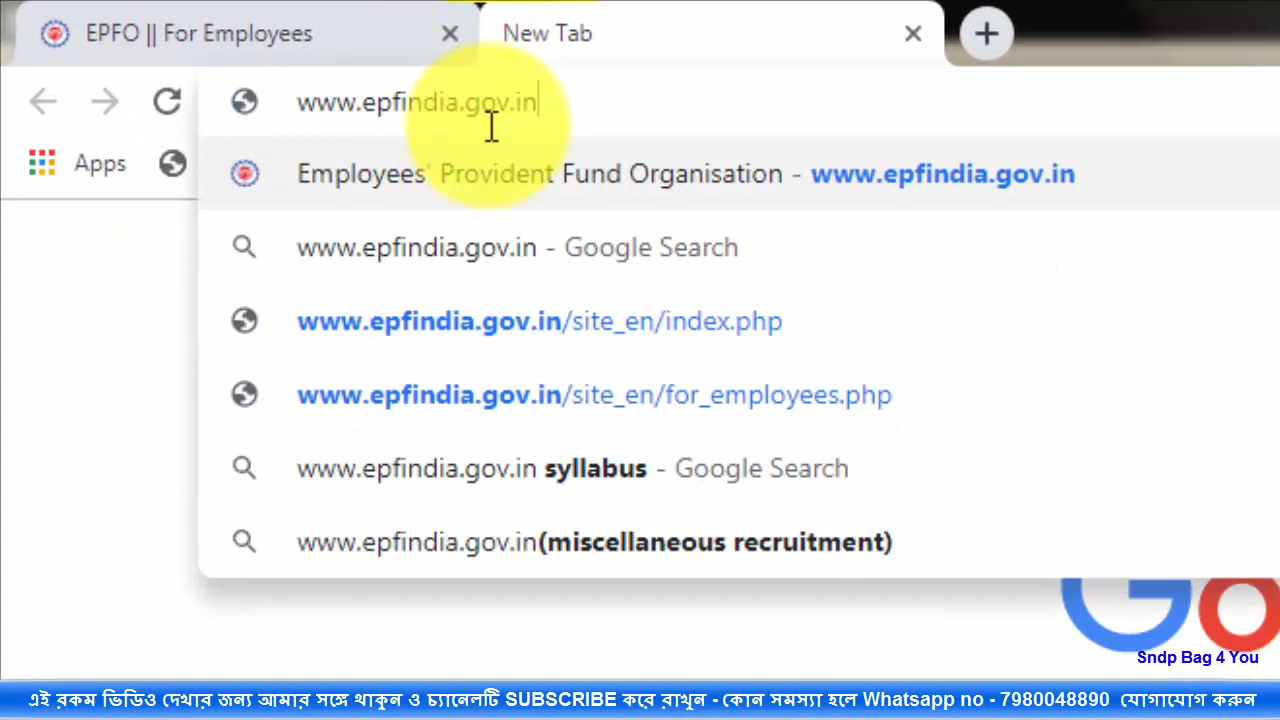 EPFO || For Employees
New Tab
www.epfindia.gov.in
Apps
Employees' Provident Fund Organisation - www.epfindia.gov.in
www.epfindia.gov.in - Google Search
www.epfindia.gov.in/site_en/index.php
www.epfindia.gov.in/site_en/for_employees.php
www.epfindia.gov.in syllabus - Google Search
www.epfindia.gov.in(miscellaneous recruitment)
Go
Sndp Bag 4 You
এই রকম ভিডিও দেখার জন্য আমার সঙ্গে থাকুন ও চ্যানেলটি SUBSCRIBE করে রাখুন - কোন সমস্যা হলে Whatsapp no - 7980048890 যোগাযোগ করুন